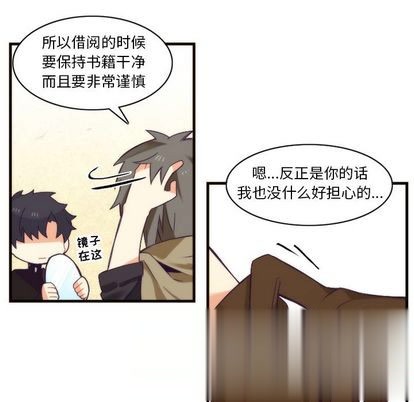 所以借阅的时候
要保持书籍干净
而且要非常谨慎
镜子
在这
嗯...反正是你的话
我也没什么好担心的...